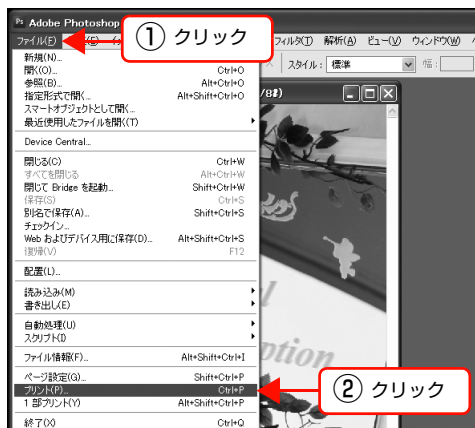 Ps Adobe Photoshop
ファイル(F)
① クリック
フィルタ(T) 解析(A) ビュー(V) ウィンドウ(W)
スタイル: 標準 幅:
新規(N)...
開く(O)... Ctrl+O
/8#)
参照(B)... Alt+Ctrl+O
指定形式で開く... Alt+Shift+Ctrl+O
スマートオブジェクトとして開く...
最近使用したファイルを開く(T)
Device Central...
閉じる(C) Ctrl+W
すべてを閉じる Alt+Ctrl+W
閉じて Bridge を起動... Shift+Ctrl+W
保存(S) Ctrl+S
別名で保存(A)... Shift+Ctrl+S
チェックイン...
Web およびデバイス用に保存(D)... Alt+Shift+Ctrl+S
復帰(V) F12
配置(L)...
読み込み(M)
書き出し(E)
自動処理(U)
スクリプト(I)
ption
ファイル情報(F)... Alt+Shift+Ctrl+I
ページ設定(G)... Shift+Ctrl+P
プリント(P)... Ctrl+P
② クリック
1 部プリント(Y) Alt+Shift+Ctrl+P
終了(X) Ctrl+Q